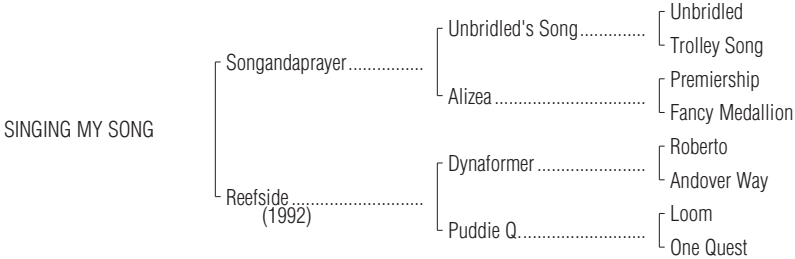 Unbridled
Unbridled's Song..............
Trolley Song
Songandaprayer................
Premiership
Alizea................................
Fancy Medallion
SINGING MY SONG
Roberto
Dynaformer.......................
Andover Way
Reefside............................
(1992)
Loom
Puddie Q..........................
One Quest